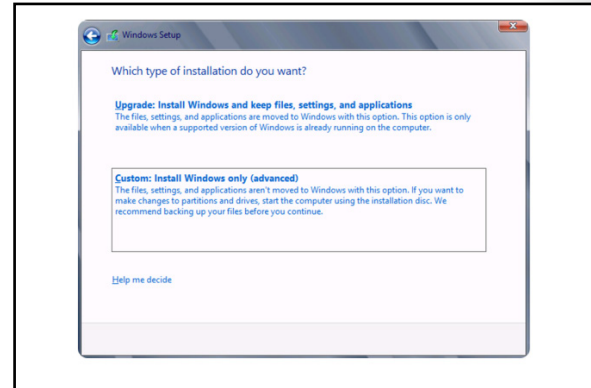 Windows Setup
Which type of installation do you want?
Upgrade: Install Windows and keep files, settings, and applications
The files, settings, and applications are moved to Windows with this option. This option is only
available when a supported version of Windows is already running on the computer.
Custom: Install Windows only (advanced)
The files, settings, and applications aren't moved to Windows with this option. If you want to
make changes to partitions and drives, start the computer using the installation disc. We
recommend backing up your files before you continue.
Help me decide